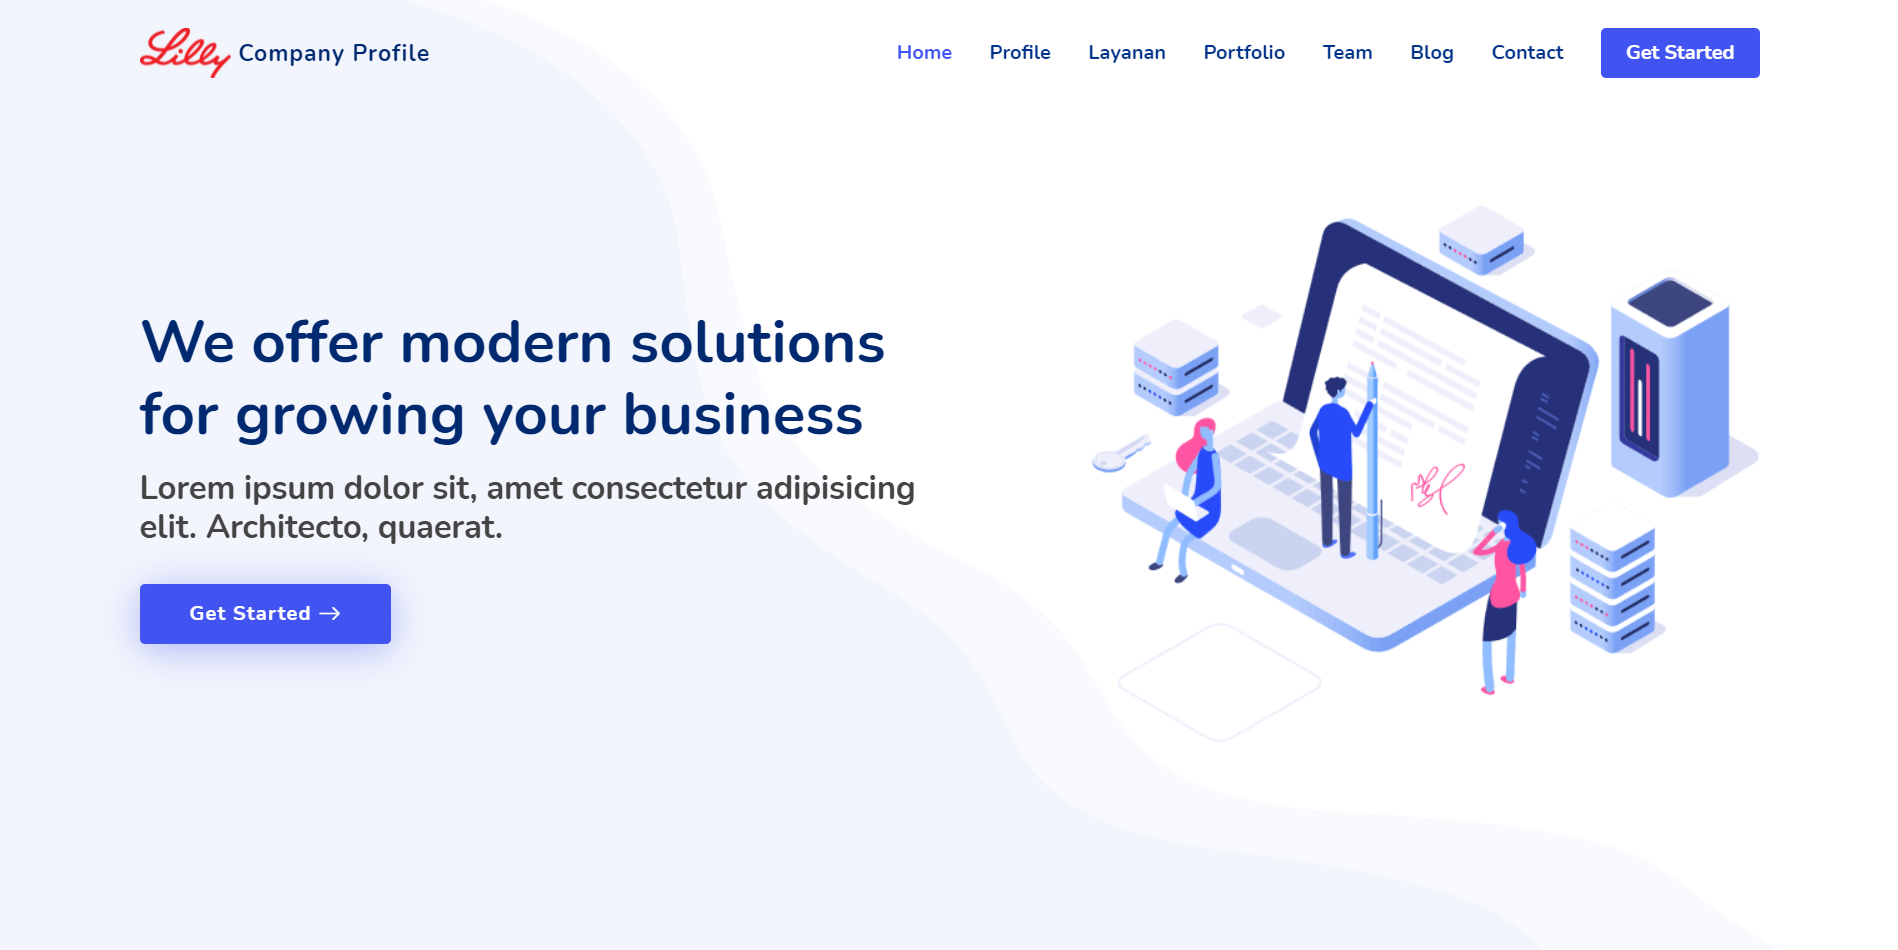 Lilly Company Profile
Home Profile Layanan Portfolio Team Blog Contact Get Started
We offer modern solutions
for growing your business
Lorem ipsum dolor sit, amet consectetur adipisicing
elit. Architecto, quaerat.
Get Started →